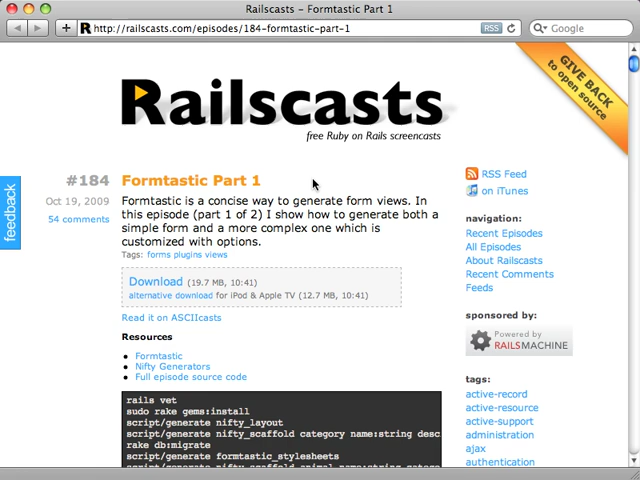 Railscasts – Formtastic Part 1
http://railscasts.com/episodes/184-formtastic-part-1
RSS
Google
GIVE BACK
to open source
Railscasts
free Ruby on Rails screencasts
feedback
#184
Formtastic Part 1
Oct 19, 2009
54 comments
Formtastic is a concise way to generate form views. In
this episode (part 1 of 2) I show how to generate both a
simple form and a more complex one which is
customized with options.
Tags: forms plugins views
Download (19.7 MB, 10:41)
alternative download for iPod & Apple TV (12.7 MB, 10:41)
Read it on ASCIIcasts
Resources
• Formtastic
• Nifty Generators
• Full episode source code
rails vet
sudo rake gems:install
script/generate nifty_layout
script/generate nifty_scaffold category name:string desc
rake db:migrate
script/generate formtastic_stylesheets
script/generate nifty_scaffold animal name:string category
RSS Feed
on iTunes
navigation:
Recent Episodes
All Episodes
About Railscasts
Recent Comments
Feeds
sponsored by:
Powered by
RAILSMACHINE
tags:
active-record
active-resource
active-support
administration
ajax
authentication